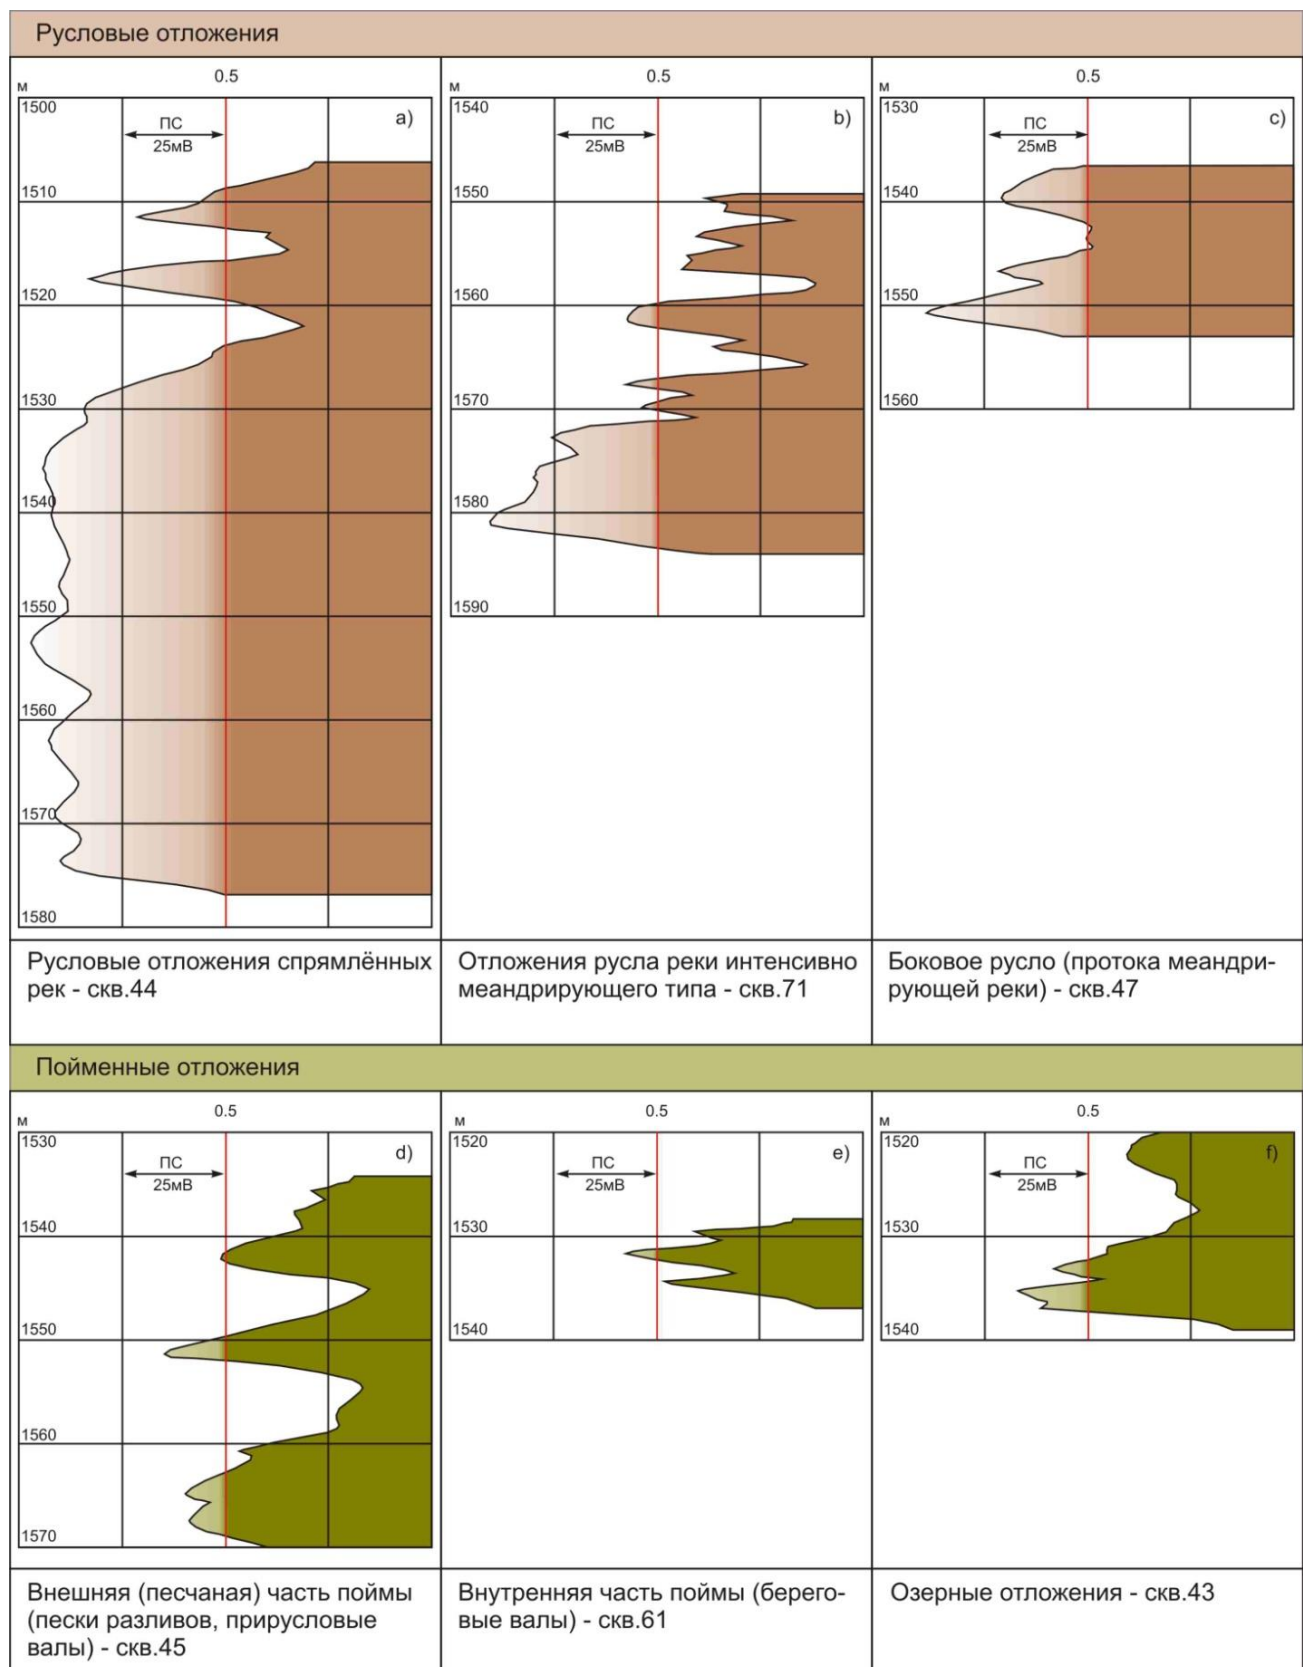 Русловые отложения
0.5
м
1500
ПС
25мВ
a)
1510
1520
1530
1540
1550
1560
1570
1580
0.5
м
1540
ПС
25мВ
b)
1550
1560
1570
1580
1590
0.5
м
1530
ПС
25мВ
c)
1540
1550
1560
Русловые отложения спрямлённых
рек - скв.44
Отложения русла реки интенсивно
меандрирующего типа - скв.71
Боковое русло (протока меандри-
рующей реки) - скв.47
Пойменные отложения
0.5
м
1530
ПС
25мВ
d)
1540
1550
1560
1570
0.5
м
1520
ПС
25мВ
e)
1530
1540
0.5
м
1520
ПС
25мВ
f)
1530
1540
Внешняя (песчаная) часть поймы
(пески разливов, прирусловые
валы) - скв.45
Внутренняя часть поймы (берего-
вые валы) - скв.61
Озерные отложения - скв.43